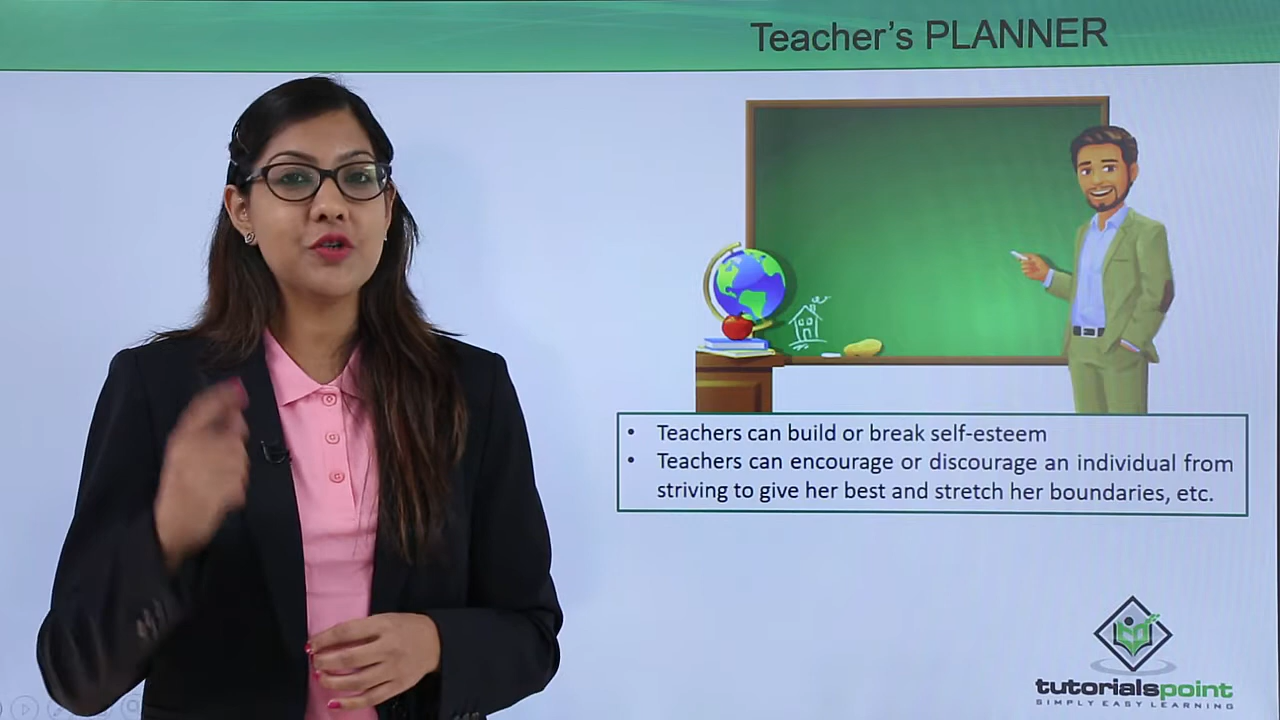 Teacher's PLANNER
• Teachers can build or break self-esteem
• Teachers can encourage or discourage an individual from
striving to give her best and stretch her boundaries, etc.
tutorialspoint
SIMPLY EASY LEARNING